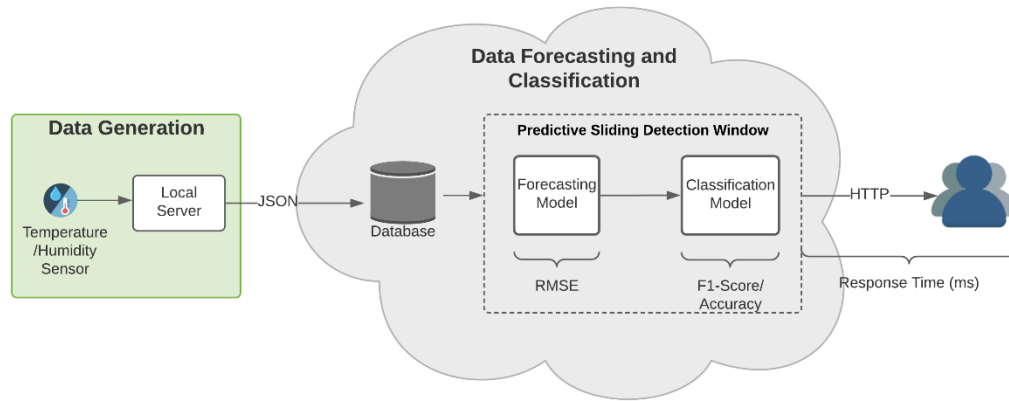 Data Forecasting and
Classification
Data Generation
Predictive Sliding Detection Window
Local
Server
JSON
Temperature
/Humidity
Sensor
Database
Forecasting
Model
Classification
Model
HTTP
RMSE
F1-Score/
Accuracy
Response Time (ms)